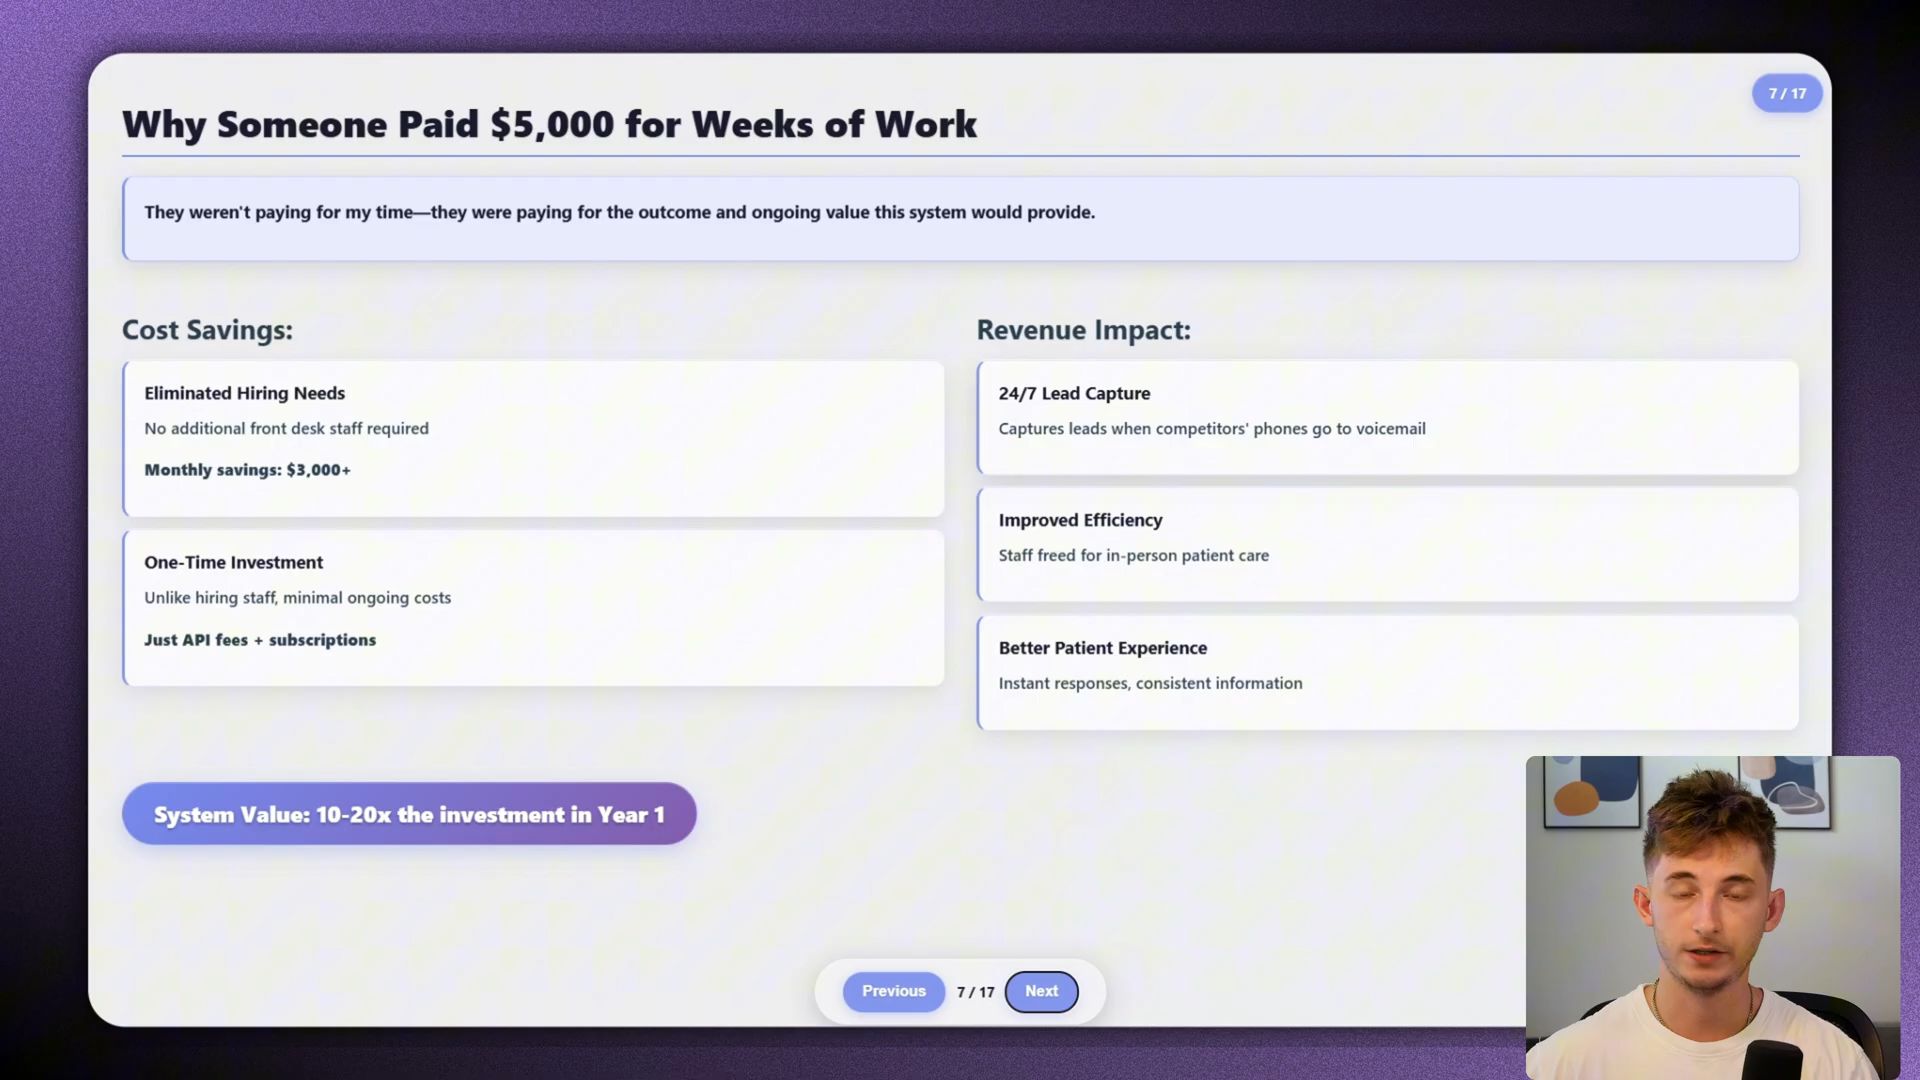 7 / 17
Why Someone Paid $5,000 for Weeks of Work
They weren't paying for my time—they were paying for the outcome and ongoing value this system would provide.
Cost Savings:
Eliminated Hiring Needs
No additional front desk staff required
Monthly savings: $3,000+
One-Time Investment
Unlike hiring staff, minimal ongoing costs
Just API fees + subscriptions
Revenue Impact:
24/7 Lead Capture
Captures leads when competitors' phones go to voicemail
Improved Efficiency
Staff freed for in-person patient care
Better Patient Experience
Instant responses, consistent information
System Value: 10-20x the investment in Year 1
Previous 7 / 17 Next